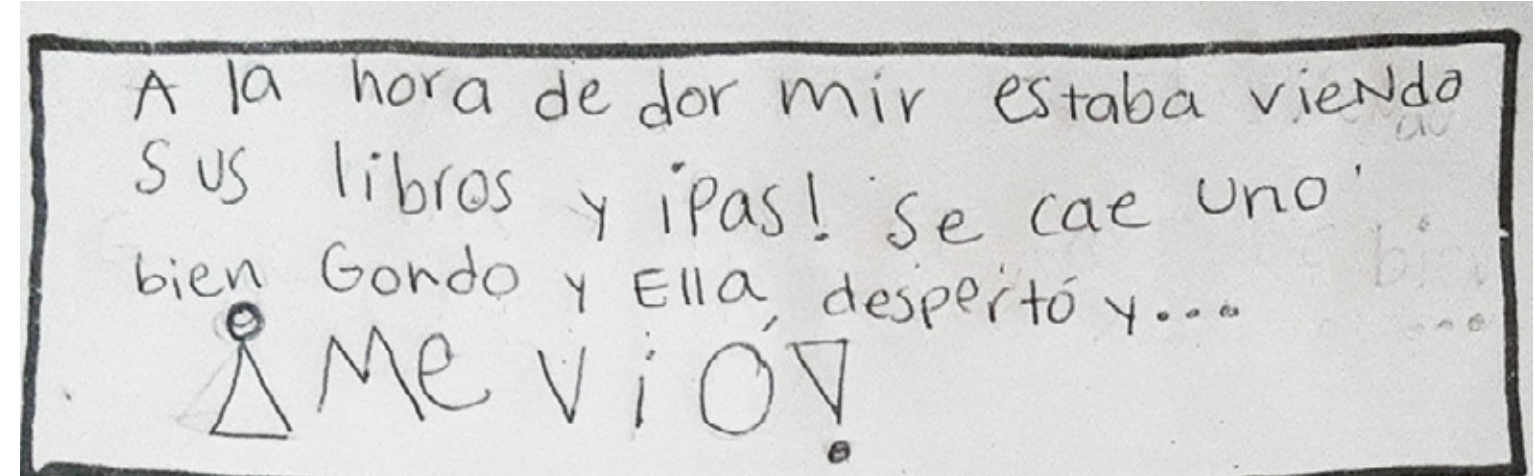 A la hora de dor mir estaba vieNdo
Sus libros y ¡Pas! Se cae uno
bien Gordo y Ella despertó y...
¡Me vió!